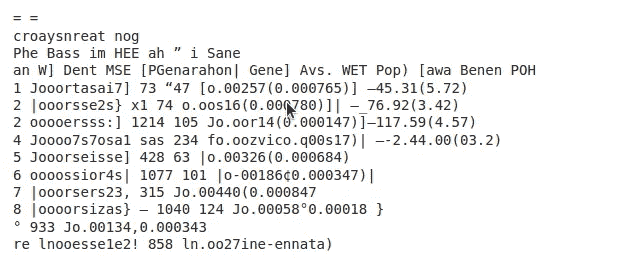 = =
croaysnreat nog
Phe Bass im HEE ah ” i Sane
an W] Dent MSE [PGenarohon| Gene] Avs. WET Pop) [awa Benen POH
1 Jooortasai7] 73 “47 [o.00257(0.000765)] —45.31(5.72)
2 |ooorsse2s} x1 74 o.oos16(0.000780)]| —_76.92(3.42)
2 ooooersss:] 1214 105 Jo.oor14(0.000147)]—117.59(4.57)
4 Joooo7s7osa1 sas 234 fo.oozvico.q00s17)| —-2.44.00(03.2)
5 Jooorseisse] 428 63 |o.00326(0.000684)
6 oooossior4s| 1077 101 |o-00186¢0.000347)|
7 |ooorsers23, 315 Jo.00440(0.000847
8 |ooorsizas} — 1040 124 Jo.00058°0.00018 }
° 933 Jo.00134,0.000343
re lnooesse1e2! 858 ln.oo27ine-ennata)